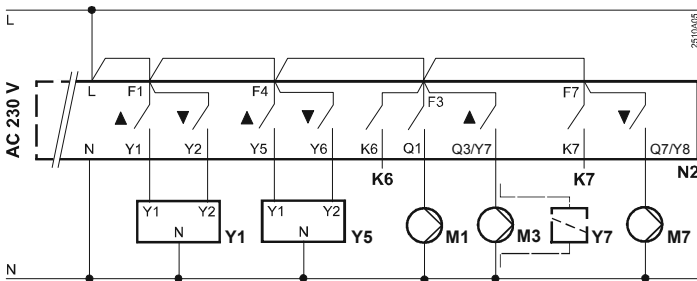 L
2510A05
AC 230 V
L F1 F4 F3 F7
▲ ▼ ▲ ▼ ▲ ▼
N Y1 Y2 Y5 Y6 K6 Q1 Q3/Y7 K7 Q7/Y8
K6 K7 N2
Y1 Y2 Y1 Y2
N Y1 N Y5 M1 M3 Y7 M7
N